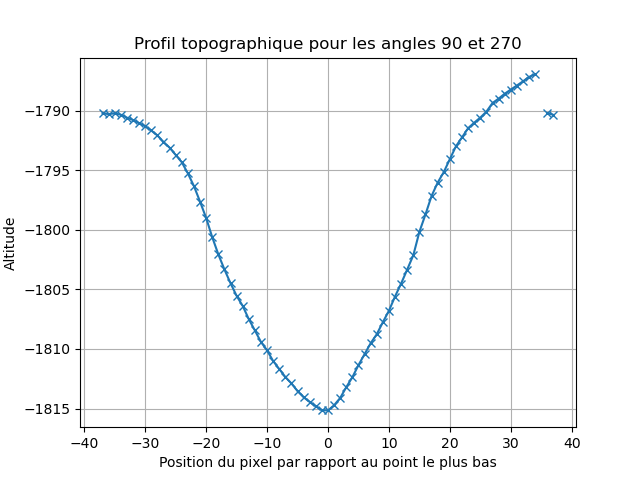 Profil topographique pour les angles 90 et 270
Altitude
−1790
−1795
−1800
−1805
−1810
−1815
−40 −30 −20 −10 0 10 20 30 40
Position du pixel par rapport au point le plus bas